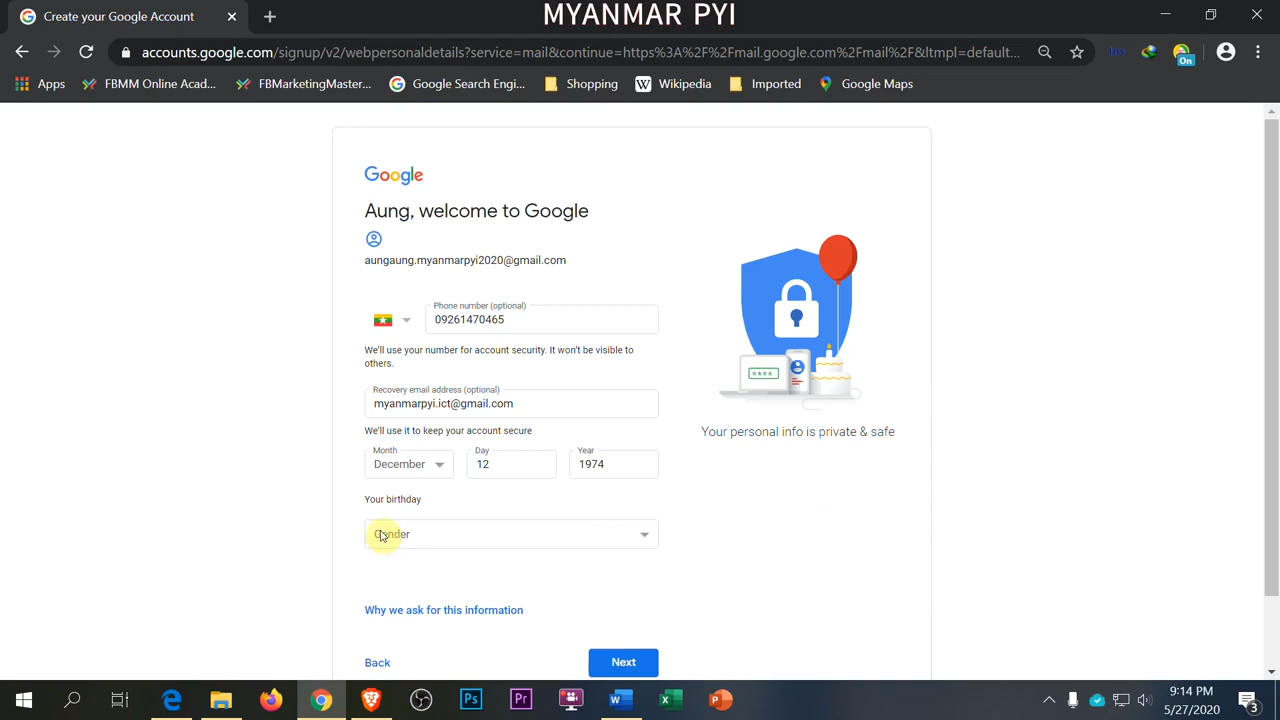 Create your Google Account
MYANMAR PYI
accounts.google.com/signup/v2/webpersonaldetails?service=mail&continue=https%3A%2F%2Fmail.google.com%2Fmail%2F&ltmpl=default...
On
Apps
FBMM Online Acad...
FBMarketingMaster...
Google Search Engi...
Shopping
W Wikipedia
Imported
Google Maps
Google
Aung, welcome to Google
aungaung.myanmarpyi2020@gmail.com
Phone number (optional)
09261470465
We'll use your number for account security. It won't be visible to
others.
Recovery email address (optional)
myanmarpyi.ict@gmail.com
We'll use it to keep your account secure
Month
December
Day
12
Year
1974
Your birthday
Gender
Why we ask for this information
Back
Next
****
Your personal info is private & safe
Ps
Pr
9:14 PM
5/27/2020
3